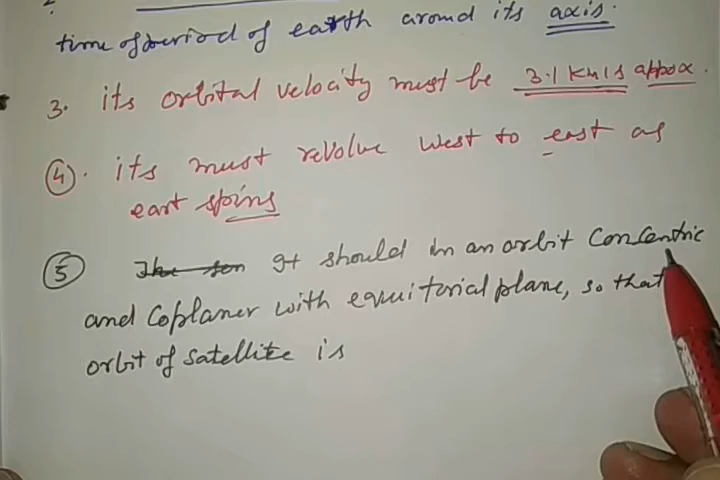 time of period of earth around its axis.
3. its orbital velocity must be 3.1 Km/s appox.
4. its must revolve west to east as
eart spins
5 It should in an orbit concentric
and coplaner with equitorial plane, so that
orbit of satellite is